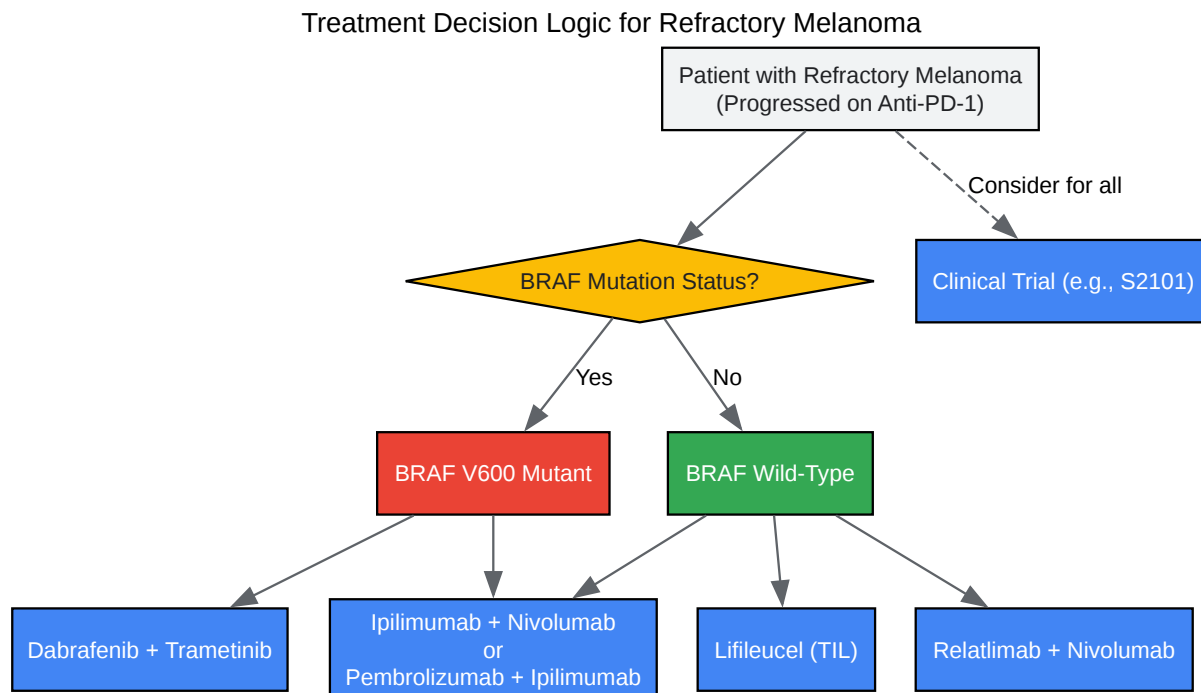 Treatment Decision Logic for Refractory Melanoma
Patient with Refractory Melanoma
(Progressed on Anti-PD-1)
Consider for all
BRAF Mutation Status?
Clinical Trial (e.g., S2101)
Yes
No
BRAF V600 Mutant
BRAF Wild-Type
Dabrafenib + Trametinib
Ipilimumab + Nivolumab
or
Pembrolizumab + Ipilimumab
Lifileucel (TIL)
Relatlimab + Nivolumab